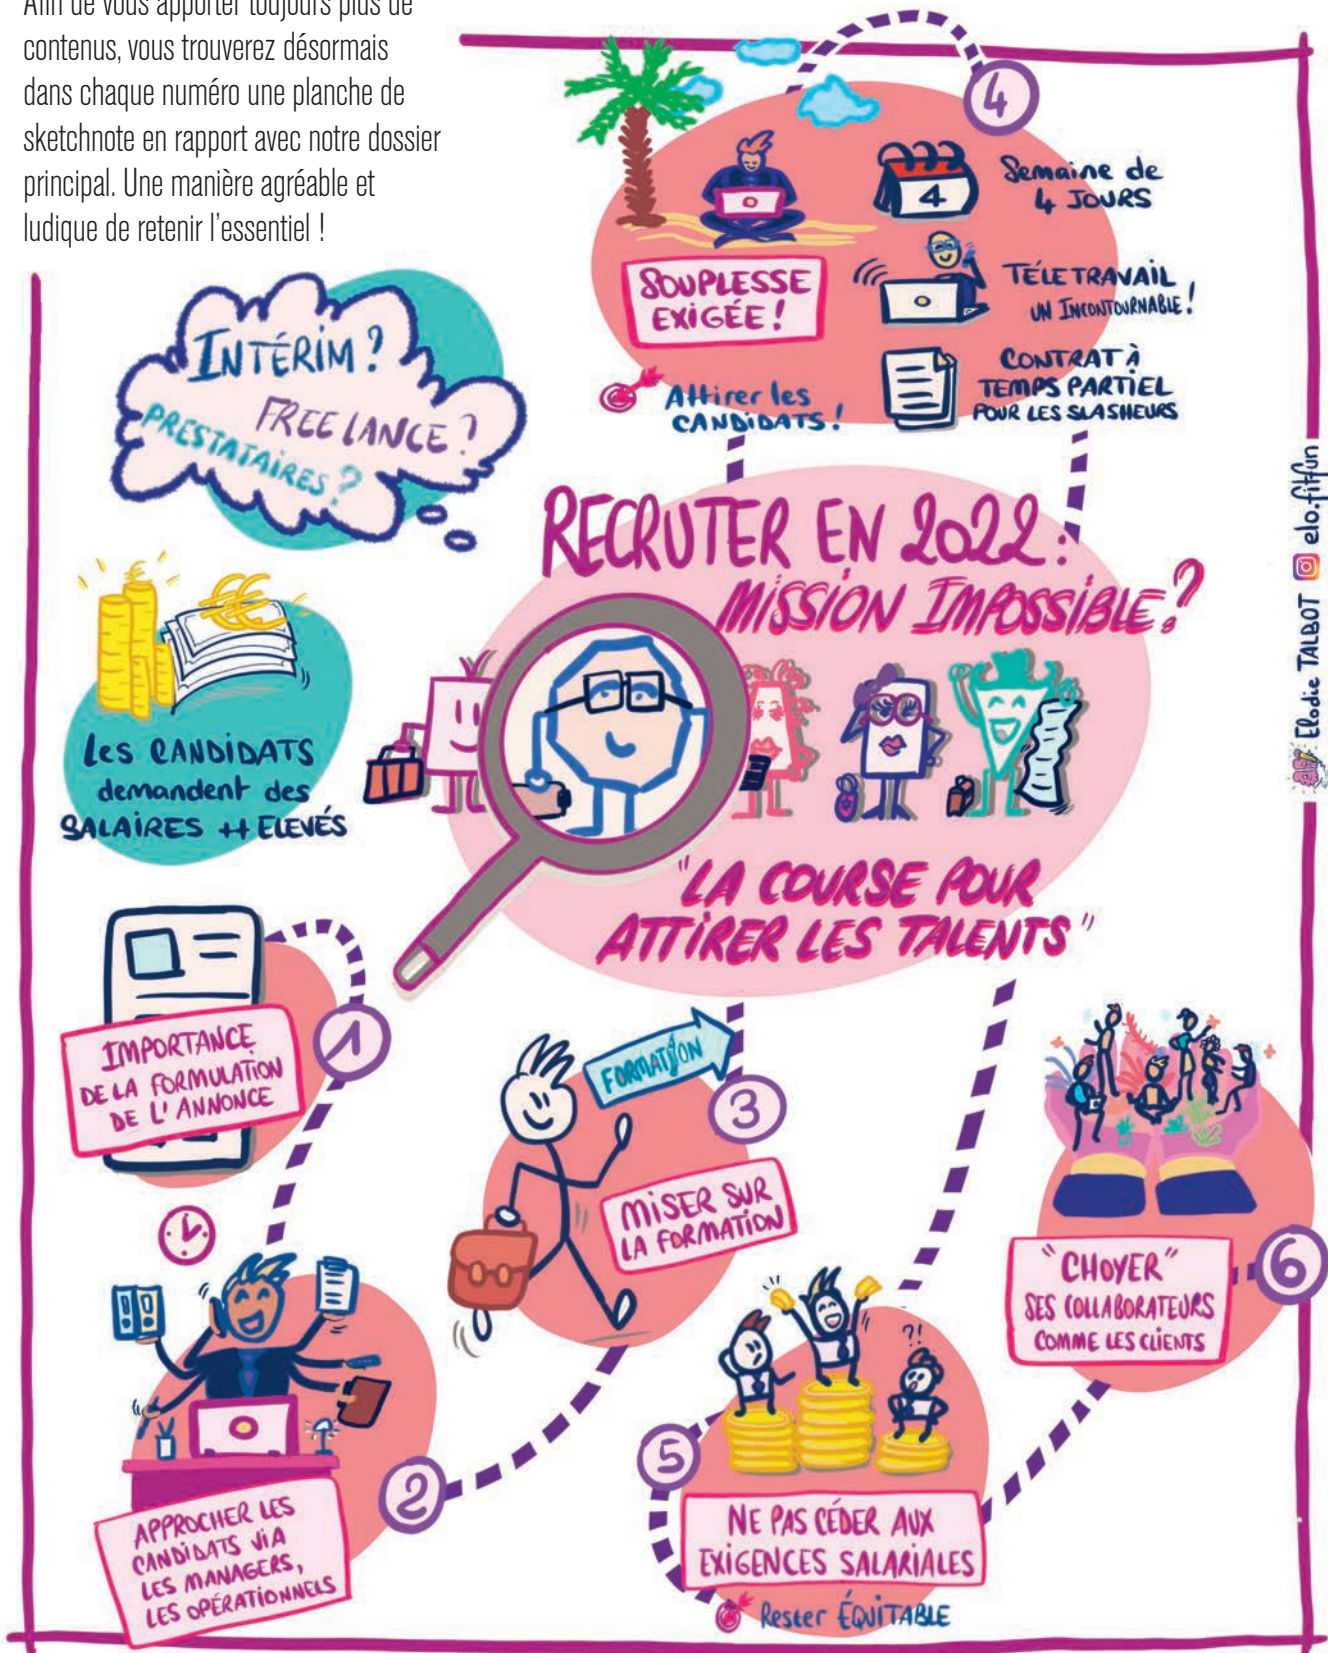 Afin de vous apporter toujours plus de
contenus, vous trouverez désormais
dans chaque numéro une planche de
sketchnote en rapport avec notre dossier
principal. Une manière agréable et
ludique de retenir l'essentiel !
INTÉRIM ?
FREELANCE ?
PRESTATAIRES ?
Les CANDIDATS
demandent des
SALAIRES ++ ELEVÉS
4
4
Semaine de
4 JOURS
SOUPLESSE
EXIGÉE !
TÉLETRAVAIL
UN INCONTOURNABLE !
CONTRAT À
TEMPS PARTIEL
POUR LES SLASHEURS
Attirer les
CANDIDATS !
RECRUTER EN 2022 :
MISSION IMPOSSIBLE ?
"LA COURSE POUR
ATTIRER LES TALENTS"
Elodie TALBOT elo.fitfun
1
IMPORTANCE
DE LA FORMULATION
DE L'ANNONCE
2
APPROCHER LES
CANDIDATS VIA
LES MANAGERS,
LES OPÉRATIONNELS
FORMATION
3
MISER SUR
LA FORMATION
?!
5
NE PAS CÉDER AUX
EXIGENCES SALARIALES
Rester ÉQUITABLE
6
"CHOYER"
SES COLLABORATEURS
COMME LES CLIENTS